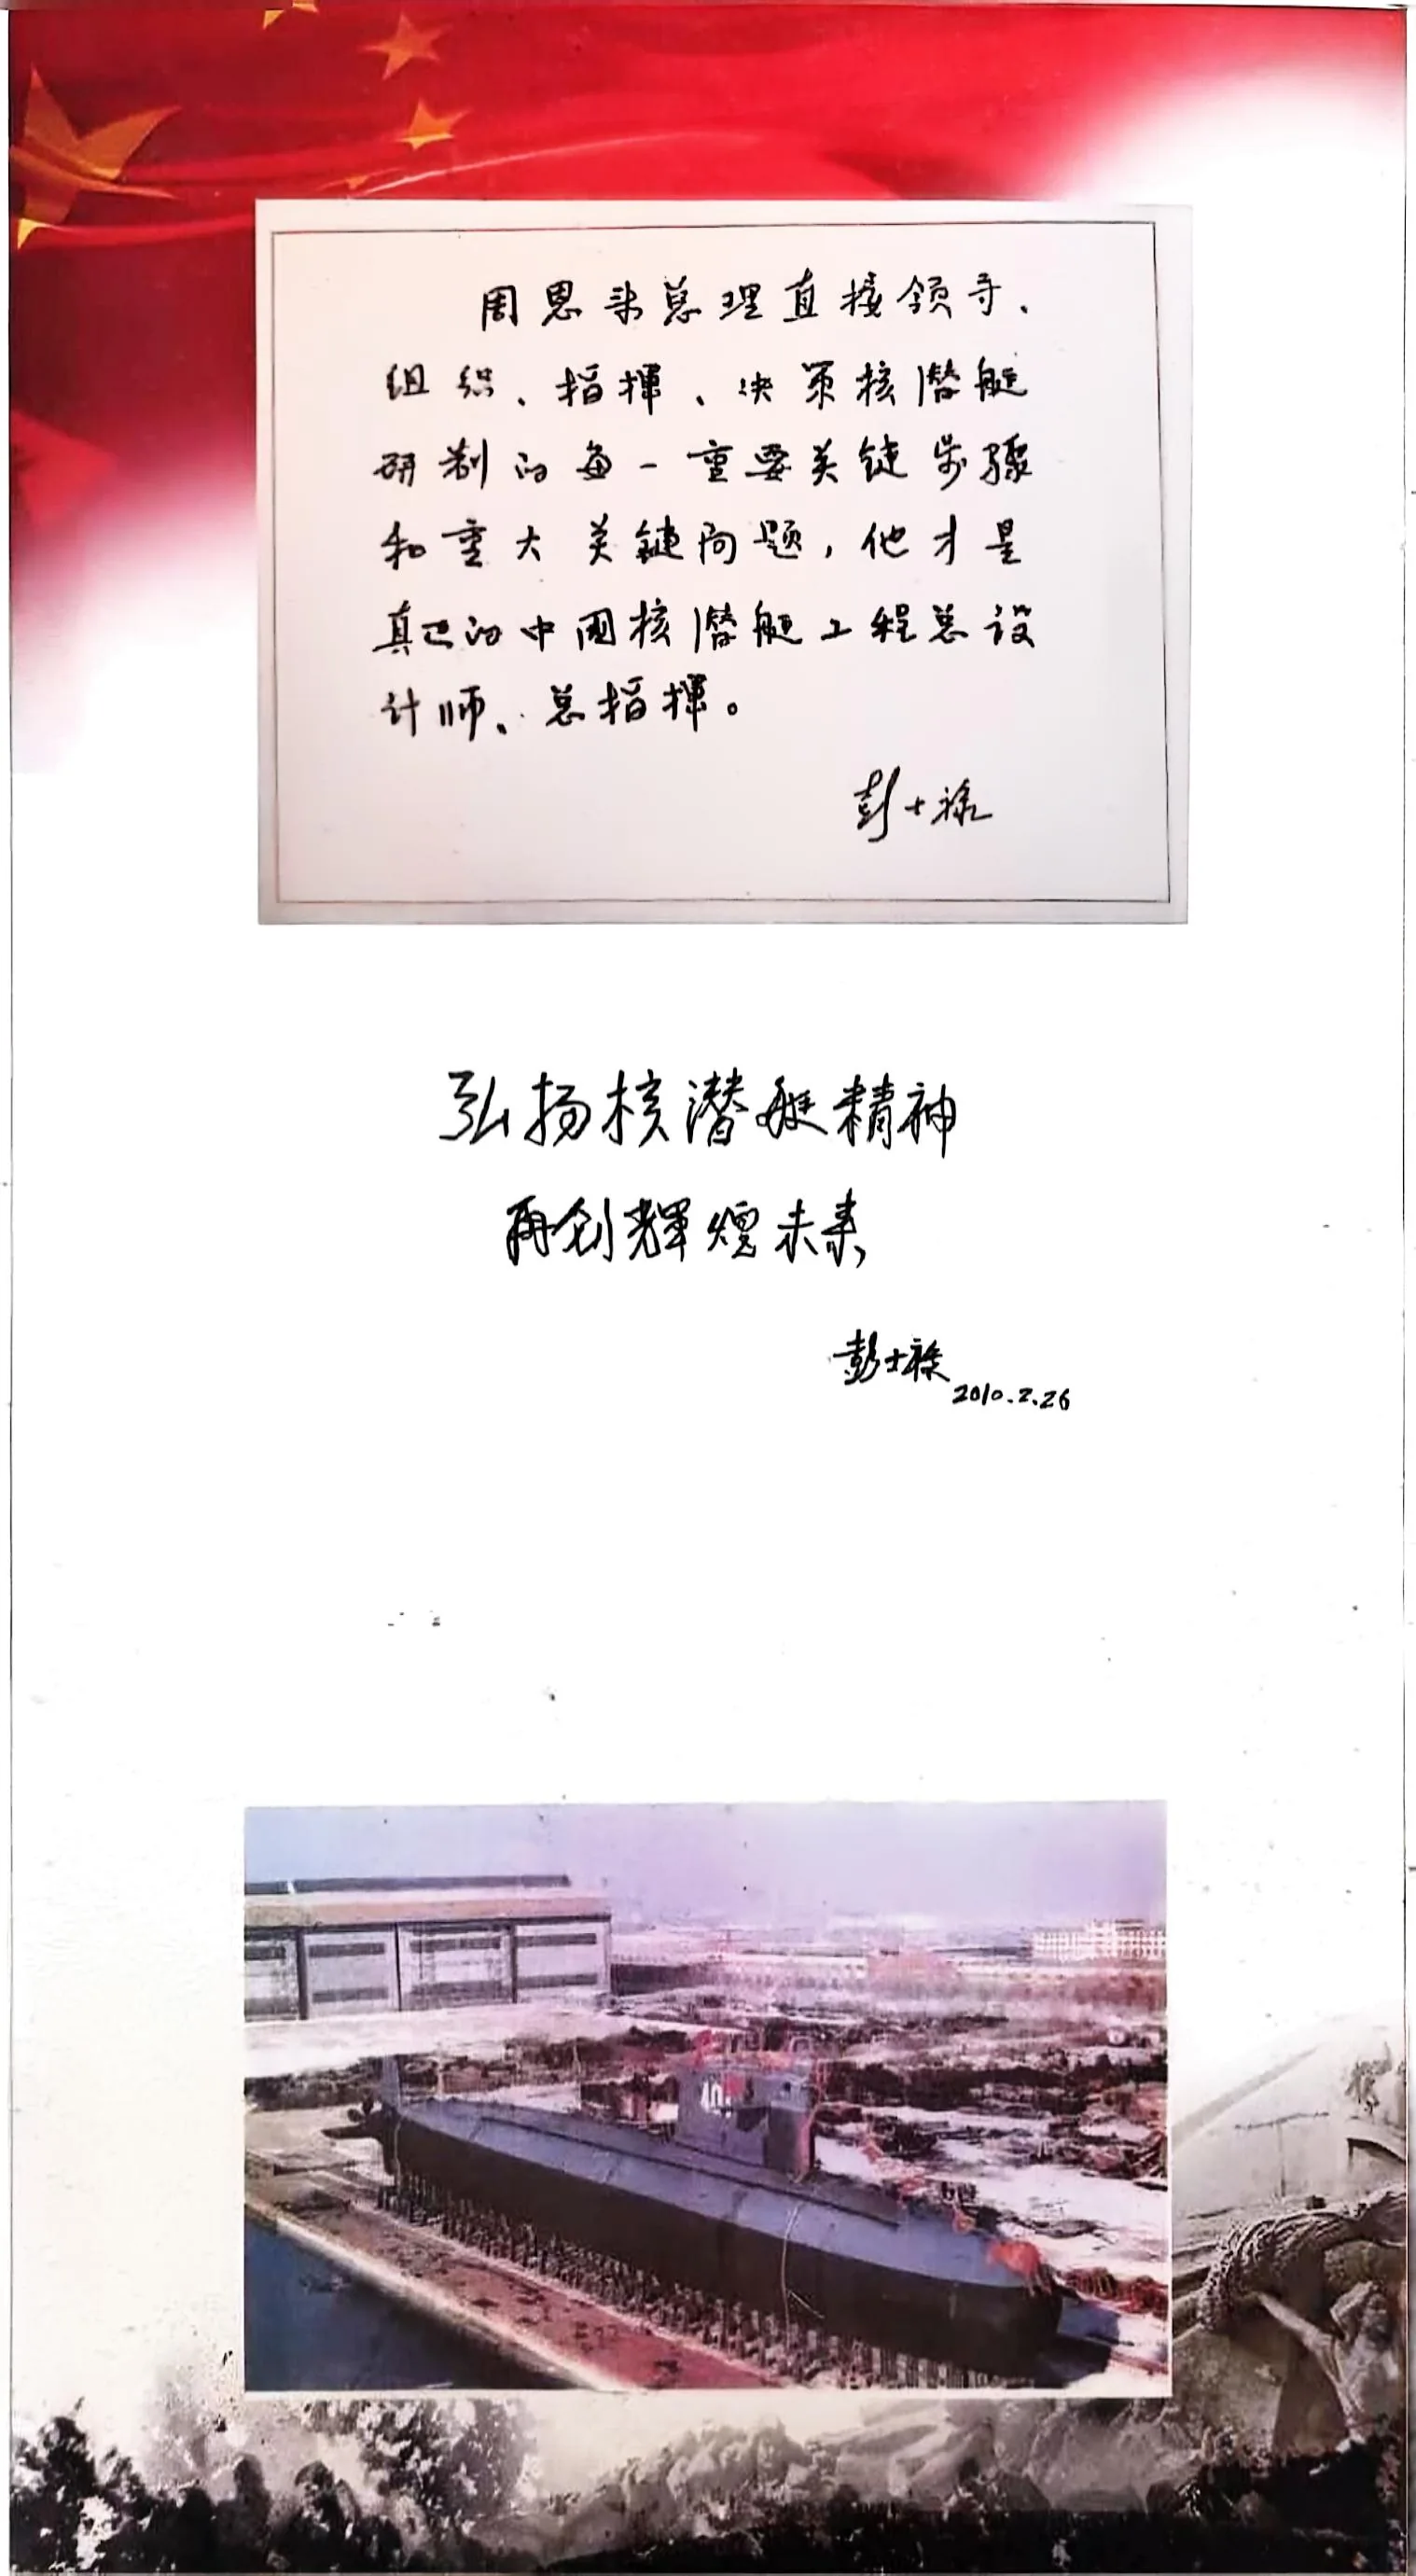 周恩来总理直接领导、
组织、指揮、决策核潜艇
研制的每一重要关键步骤
和重大关键问题，他才是
真正的中国核潜艇工程总设
计师、总指揮。
彭士禄
弘扬核潜艇精神
再创辉煌未来
彭士禄
2010.2.26
40